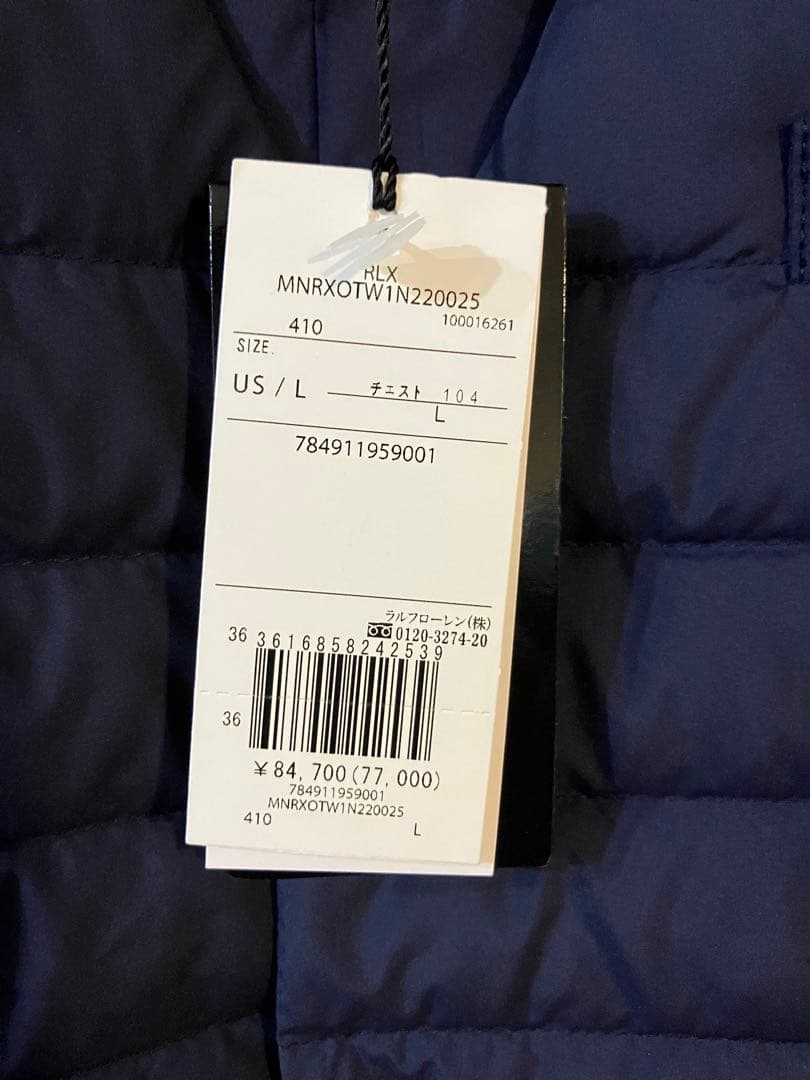 RLX
MNRXOTW1N220025
410 100016261
SIZE.
US / L チェスト 104
L
784911959001
ラルフローレン(株)
0120-3274-20
36 3616858242539
36
¥84,700(77,000)
784911959001
MNRXOTW1N220025
410 L